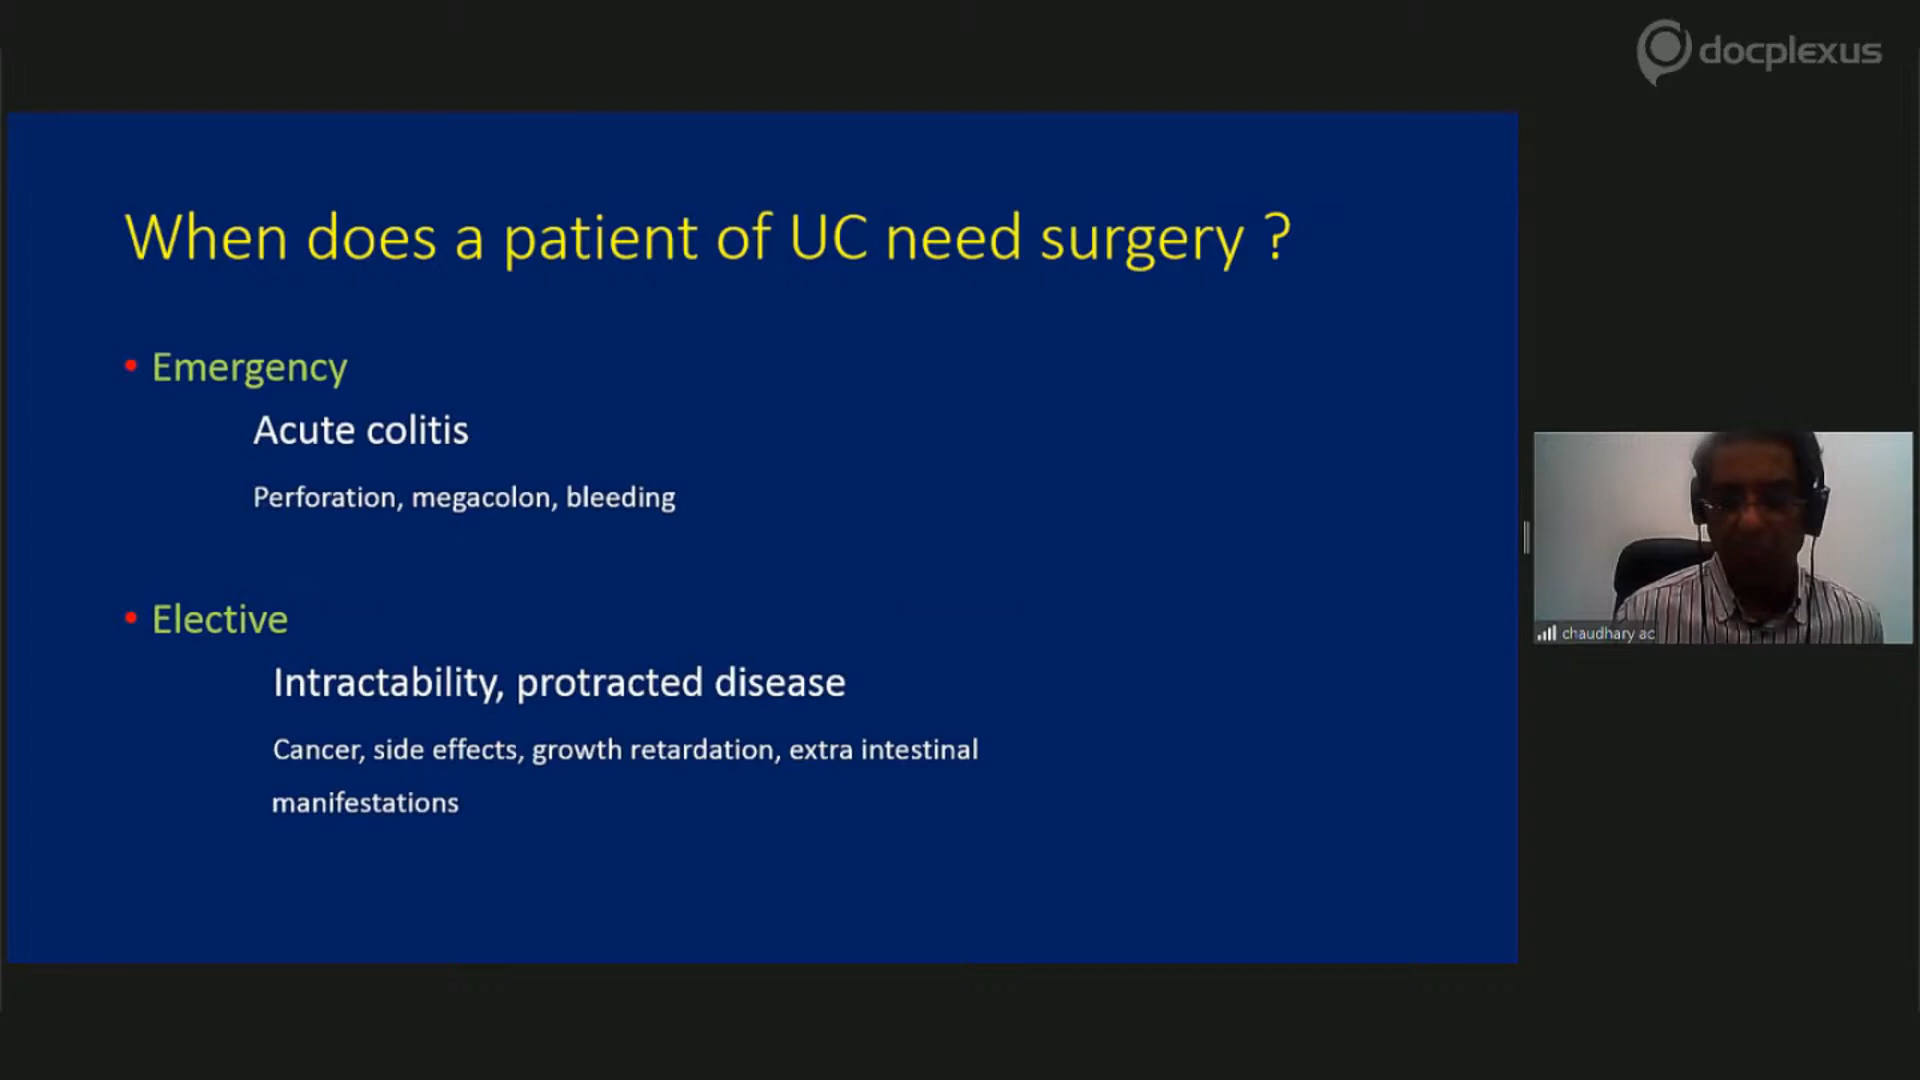 docplexus
When does a patient of UC need surgery ?
• Emergency
Acute colitis
Perforation, megacolon, bleeding
• Elective
Intractability, protracted disease
Cancer, side effects, growth retardation, extra intestinal
manifestations
chaudhary ac